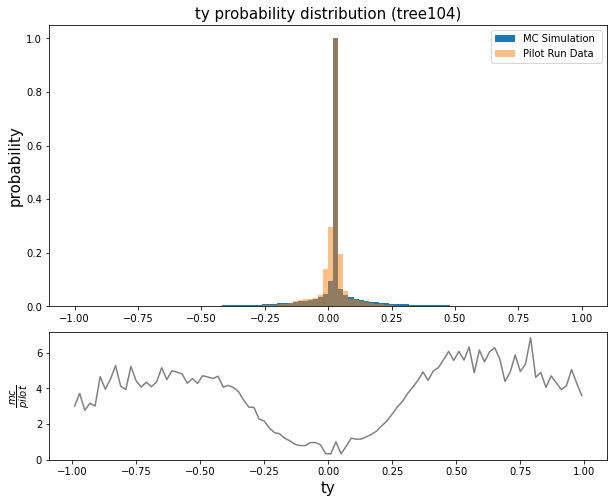 ty probability distribution (tree104)
MC Simulation
Pilot Run Data
probability
1.0
0.8
0.6
0.4
0.2
0.0
−1.00 −0.75 −0.50 −0.25 0.00 0.25 0.50 0.75 1.00
mc
pilot
6
4
2
0
−1.00 −0.75 −0.50 −0.25 0.00 0.25 0.50 0.75 1.00
ty